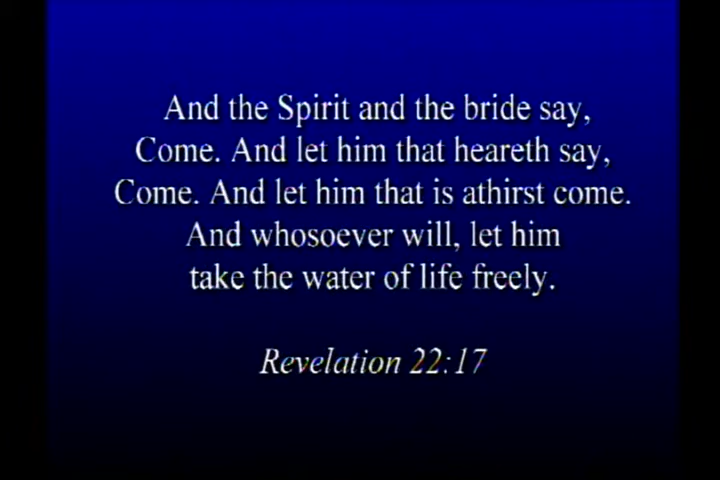 And the Spirit and the bride say,
Come. And let him that heareth say,
Come. And let him that is athirst come.
And whosoever will, let him
take the water of life freely.
Revelation 22:17